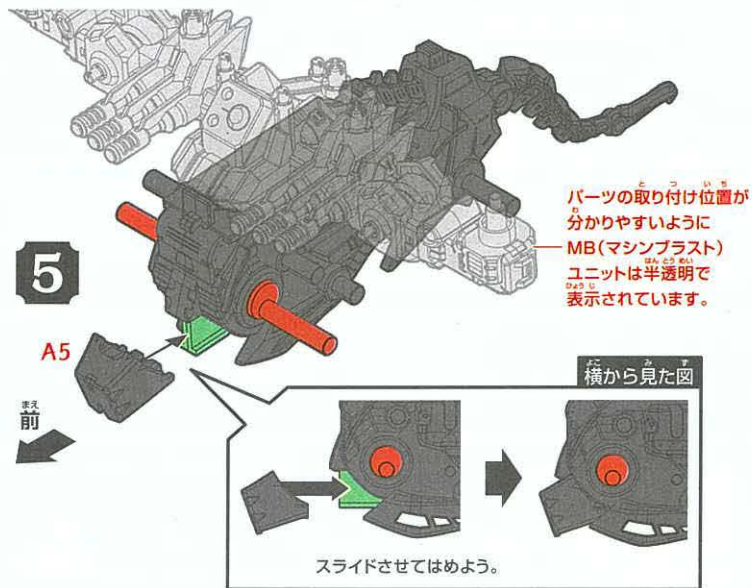 パーツの取り付け位置が
分かりやすいように
MB(マシンブラスト)
ユニットは半透明で
表示されています。
5
A5
前
横から見た図
スライドさせてはめよう。